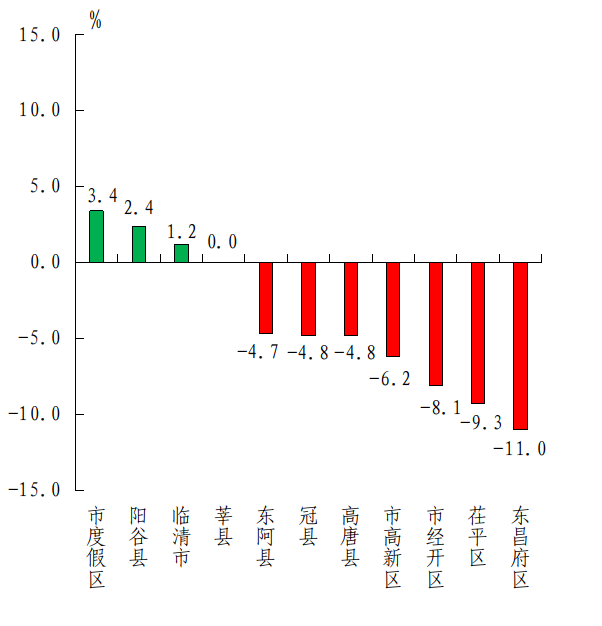 %
15.0
10.0
5.0
0.0
-5.0
-10.0
-15.0
3.4
2.4
1.2
0.0
-4.7
-4.8
-4.8
-6.2
-8.1
-9.3
-11.0
市度假区
阳谷县
临清市
莘县
东阿县
冠县
高唐县
市高新区
市经开区
茌平区
东昌府区